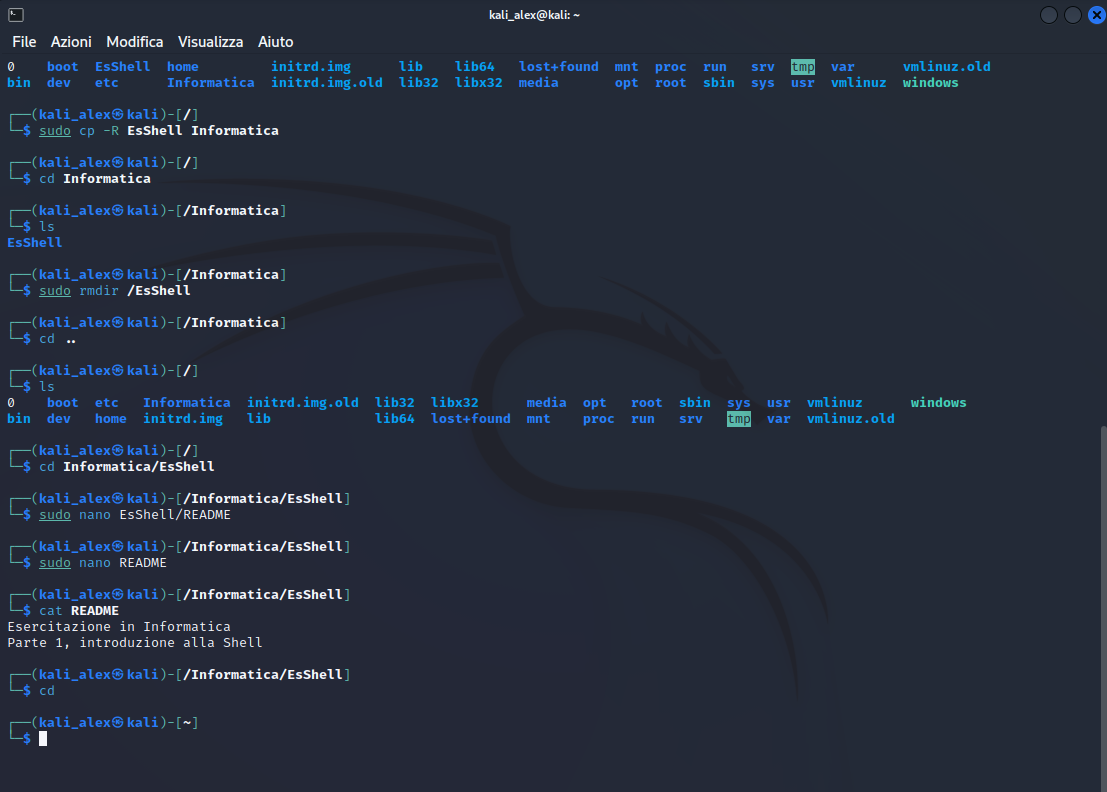 kali_alex@kali: ~
File Azioni Modifica Visualizza Aiuto
0 boot EsShell home initrd.img lib lib64 lost+found mnt proc run srv tmp var vmlinuz.old
bin dev etc Informatica initrd.img.old lib32 libx32 media opt root sbin sys usr vmlinuz windows
┌──(kali_alex㉿kali)-[/]
└─$ sudo cp -R EsShell Informatica
┌──(kali_alex㉿kali)-[/]
└─$ cd Informatica
┌──(kali_alex㉿kali)-[/Informatica]
└─$ ls
EsShell
┌──(kali_alex㉿kali)-[/Informatica]
└─$ sudo rmdir /EsShell
┌──(kali_alex㉿kali)-[/Informatica]
└─$ cd ..
┌──(kali_alex㉿kali)-[/]
└─$ ls
0 boot etc Informatica initrd.img.old lib32 libx32 media opt root sbin sys usr vmlinuz windows
bin dev home initrd.img lib lib64 lost+found mnt proc run srv tmp var vmlinuz.old
┌──(kali_alex㉿kali)-[/]
└─$ cd Informatica/EsShell
┌──(kali_alex㉿kali)-[/Informatica/EsShell]
└─$ sudo nano EsShell/README
┌──(kali_alex㉿kali)-[/Informatica/EsShell]
└─$ sudo nano README
┌──(kali_alex㉿kali)-[/Informatica/EsShell]
└─$ cat README
Esercitazione in Informatica
Parte 1, introduzione alla Shell
┌──(kali_alex㉿kali)-[/Informatica/EsShell]
└─$ cd
┌──(kali_alex㉿kali)-[~]
└─$